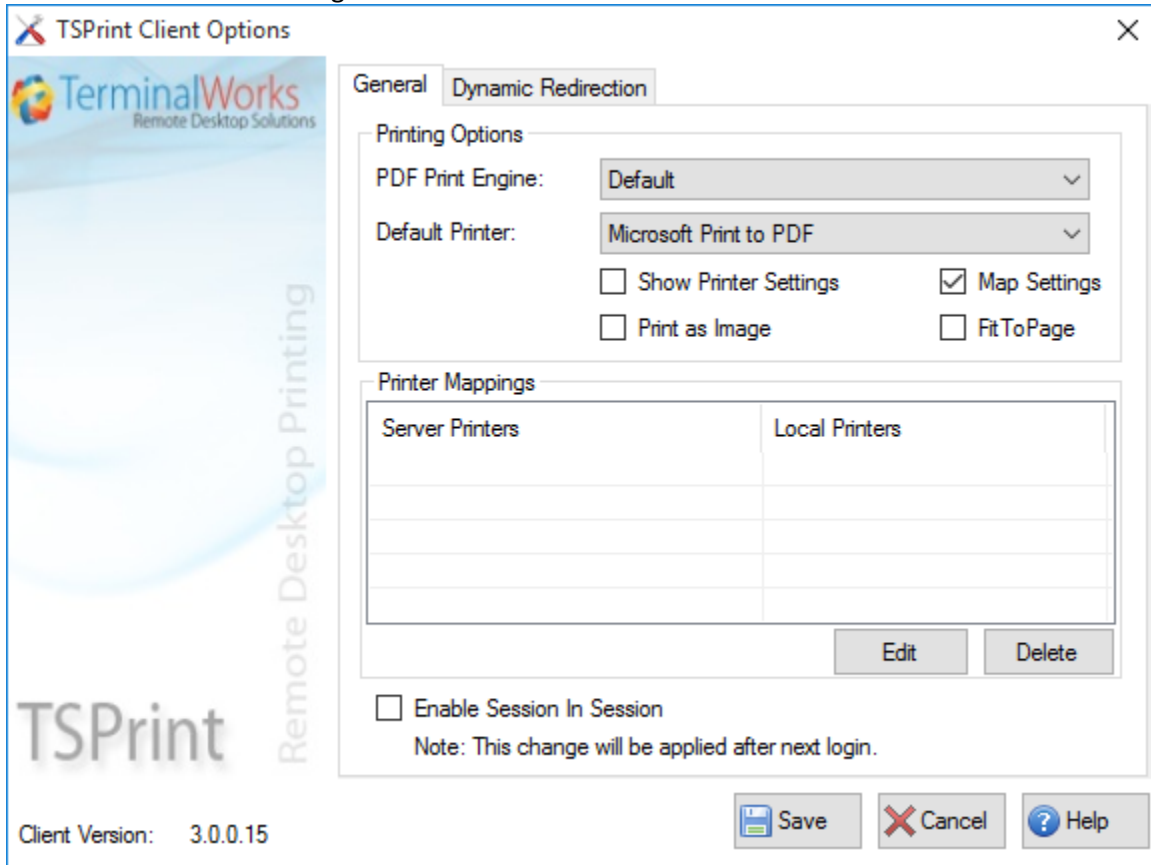 TSPrint Client Options
TerminalWorks
Remote Desktop Solutions
Remote Desktop Printing
TSPrint
Client Version: 3.0.0.15
General Dynamic Redirection
Printing Options
PDF Print Engine: Default
Default Printer: Microsoft Print to PDF
Show Printer Settings Map Settings
Print as Image FitToPage
Printer Mappings
Server Printers Local Printers
Edit Delete
Enable Session In Session
Note: This change will be applied after next login.
Save Cancel Help